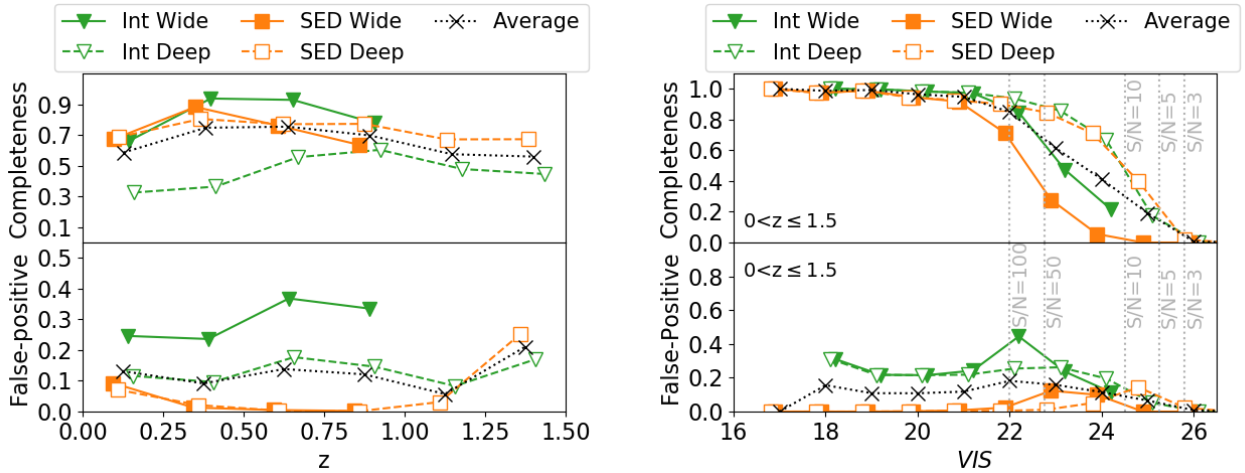 Int Wide SED Wide Average
Int Deep SED Deep
Completeness
0.9
0.7
0.5
0.3
0.1
False-positive
0.5
0.4
0.3
0.2
0.1
0.0
0.00 0.25 0.50 0.75 1.00 1.25 1.50
z
Int Wide SED Wide Average
Int Deep SED Deep
Completeness
1.0
0.8
0.6
0.4
0.2
0.0
S/N=10
S/N=5
S/N=3
0<z≤1.5
False-Positive
0.8
0.6
0.4
0.2
0.0
0<z≤1.5
S/N=100
S/N=50
S/N=10
S/N=5
S/N=3
16 18 20 22 24 26
VIS